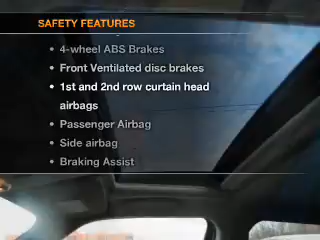 SAFETY FEATURES
• 4-wheel ABS Brakes
• Front Ventilated disc brakes
• 1st and 2nd row curtain head
airbags
• Passenger Airbag
• Side airbag
• Braking Assist